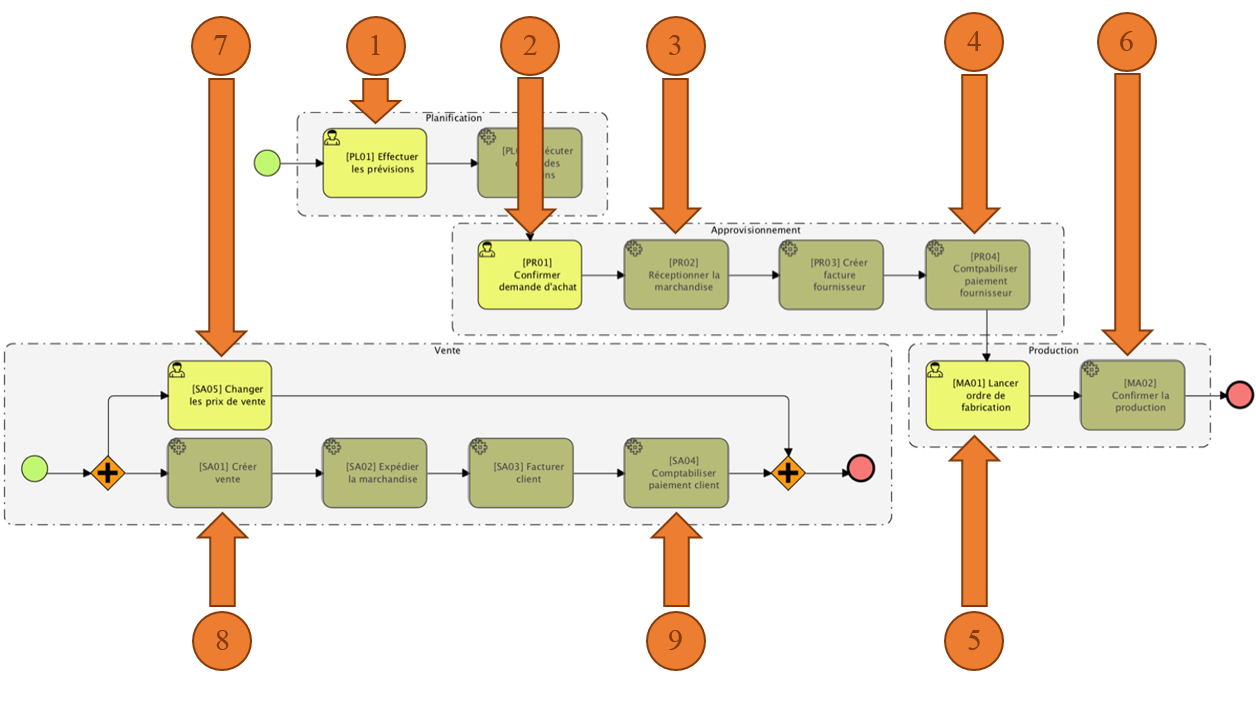 7
1
2
3
4
6
Planification
[PL01] Effectuer
les prévisions
Approvisionnement
[PR01]
Confirmer
demande d'achat
[PR02]
Réceptionner la
marchandise
[PR03] Créer
facture
fournisseur
[PR04]
Comtpabiliser
paiement
fournisseur
Vente
[SA05] Changer
les prix de vente
Production
[MA01] Lancer
ordre de
fabrication
[MA02]
Confirmer la
production
[SA01] Créer
vente
[SA02] Expédier
la marchandise
[SA03] Facturer
client
[SA04]
Comptabiliser
paiement client
8
9
5